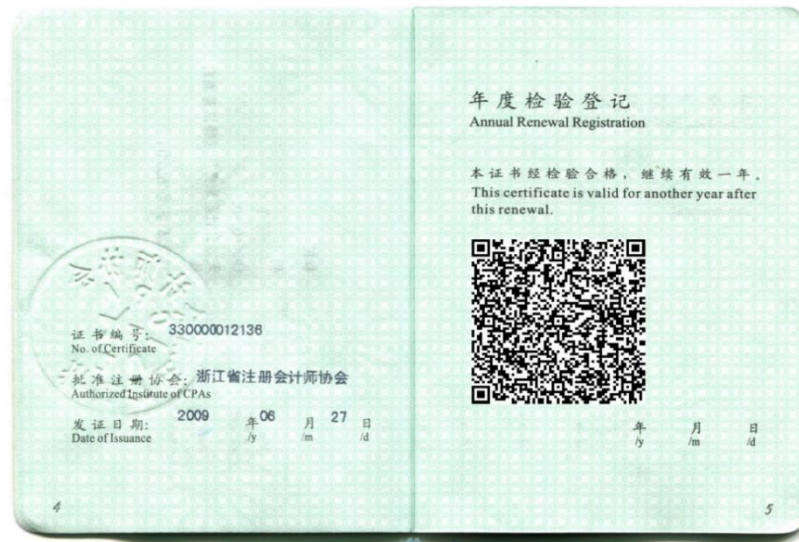 证书编号: 330000012136
No. of Certificate
批准注册协会: 浙江省注册会计师协会
Authorized Institute of CPAs
发证日期: 2009 年 06 月 27 日
Date of Issuance /y /m /d
4
年度检验登记
Annual Renewal Registration
本证书经检验合格，继续有效一年。
This certificate is valid for another year after
this renewal.
年 月 日
/y /m /d
5